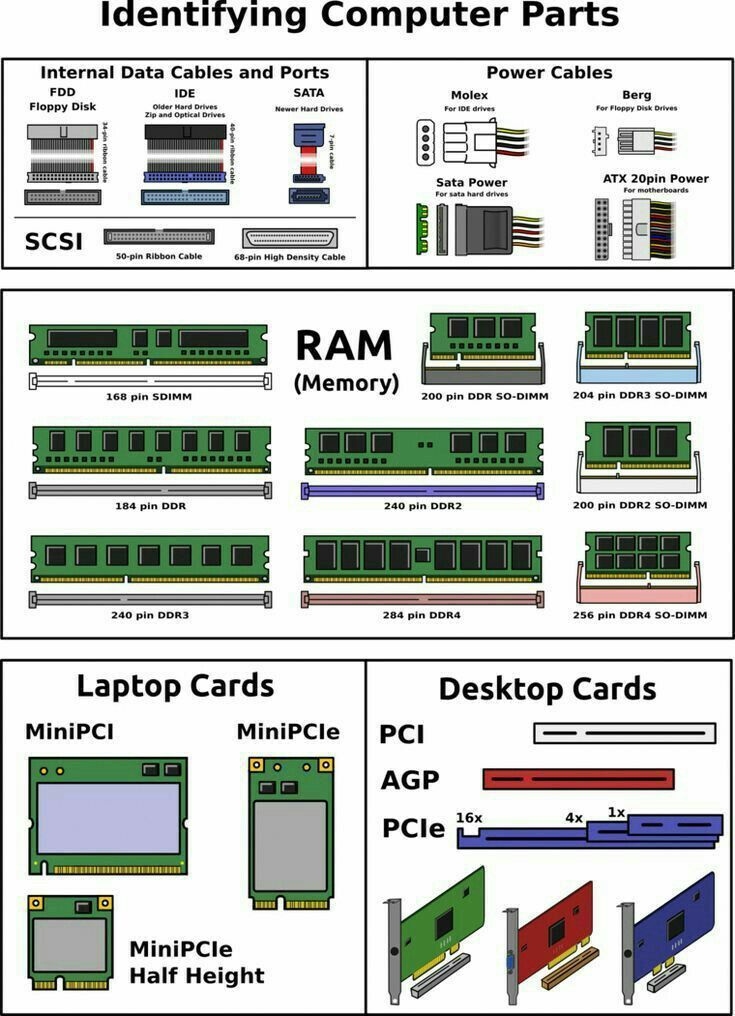 Identifying Computer Parts
Internal Data Cables and Ports
FDD
Floppy Disk
34-pin ribbon cable
IDE
Older Hard Drives
Zip and Optical Drives
40-pin ribbon cable
SATA
Newer Hard Drives
7-pin cable
SCSI
50-pin Ribbon Cable
68-pin High Density Cable
Power Cables
Molex
For IDE drives
Berg
For Floppy Disk Drives
Sata Power
For sata hard drives
ATX 20pin Power
For motherboards
RAM
(Memory)
168 pin SDIMM
200 pin DDR SO-DIMM
204 pin DDR3 SO-DIMM
184 pin DDR
240 pin DDR2
200 pin DDR2 SO-DIMM
240 pin DDR3
284 pin DDR4
256 pin DDR4 SO-DIMM
Laptop Cards
MiniPCI
MiniPCIe
MiniPCIe
Half Height
Desktop Cards
PCI
AGP
PCIe
16x
4x
1x